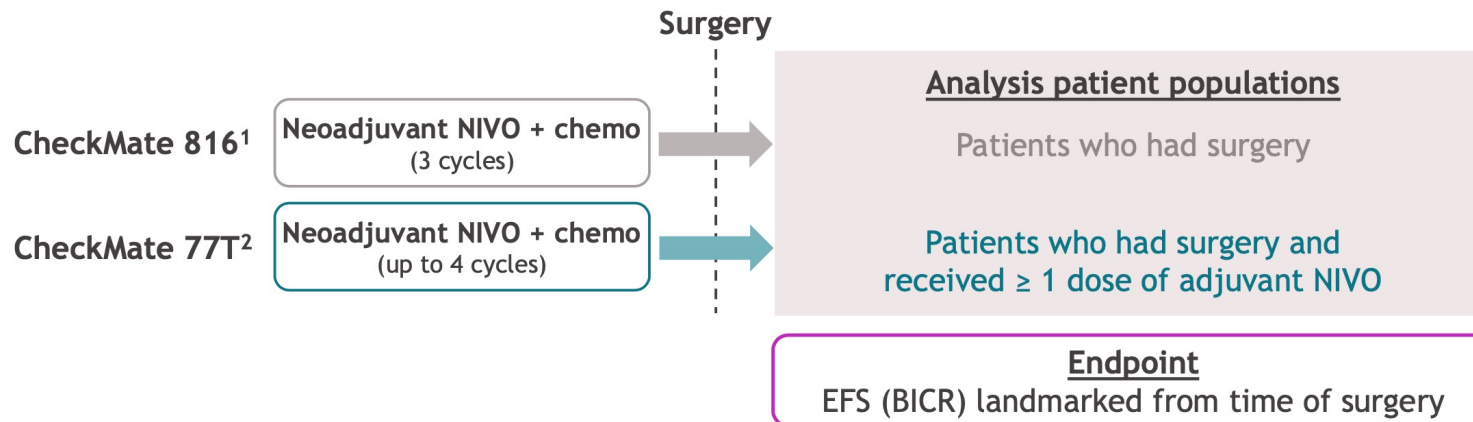 Surgery
Analysis patient populations
CheckMate 816¹
Neoadjuvant NIVO + chemo
(3 cycles)
Patients who had surgery
CheckMate 77T²
Neoadjuvant NIVO + chemo
(up to 4 cycles)
Patients who had surgery and
received ≥ 1 dose of adjuvant NIVO
Endpoint
EFS (BICR) landmarked from time of surgery